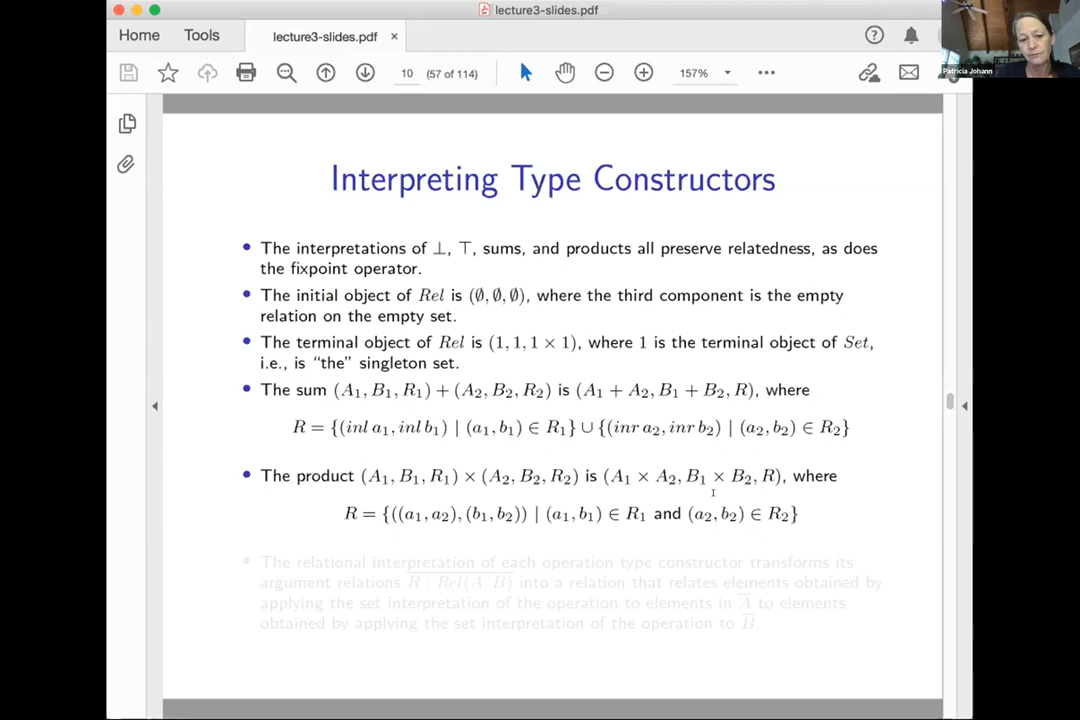 lecture3-slides.pdf
Home Tools lecture3-slides.pdf ×
10 (57 of 114) 157%
Patricia Johann
Interpreting Type Constructors
• The interpretations of ⊥, ⊤, sums, and products all preserve relatedness, as does
the fixpoint operator.
• The initial object of Rel is (∅, ∅, ∅), where the third component is the empty
relation on the empty set.
• The terminal object of Rel is (1, 1, 1 × 1), where 1 is the terminal object of Set,
i.e., is “the” singleton set.
• The sum (A₁, B₁, R₁) + (A₂, B₂, R₂) is (A₁ + A₂, B₁ + B₂, R), where
R = {(inl a₁, inl b₁) | (a₁, b₁) ∈ R₁} ∪ {(inr a₂, inr b₂) | (a₂, b₂) ∈ R₂}
• The product (A₁, B₁, R₁) × (A₂, B₂, R₂) is (A₁ × A₂, B₁ × B₂, R), where
R = {((a₁, a₂), (b₁, b₂)) | (a₁, b₁) ∈ R₁ and (a₂, b₂) ∈ R₂}
• The relational interpretation of each operation type constructor transforms its
argument relations R̅ : Rel(A, B) into a relation that relates elements obtained by
applying the set interpretation of the operation to elements in A̅ to elements
obtained by applying the set interpretation of the operation to B̅.